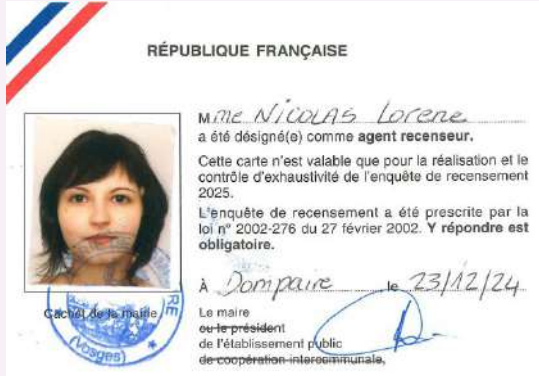 RÉPUBLIQUE FRANÇAISE
Mme NICOLAS Lorene
a été désigné(e) comme agent recenseur.
Cette carte n'est valable que pour la réalisation et le
contrôle d'exhaustivité de l'enquête de recensement
2025.
L'enquête de recensement a été prescrite par la
loi n° 2002-276 du 27 février 2002. Y répondre est
obligatoire.
À Dompaire le 23/12/24
Cachet de la mairie
RE
(Vosges)
Le maire
ou le président
de l'établissement public
de coopération intercommunale,